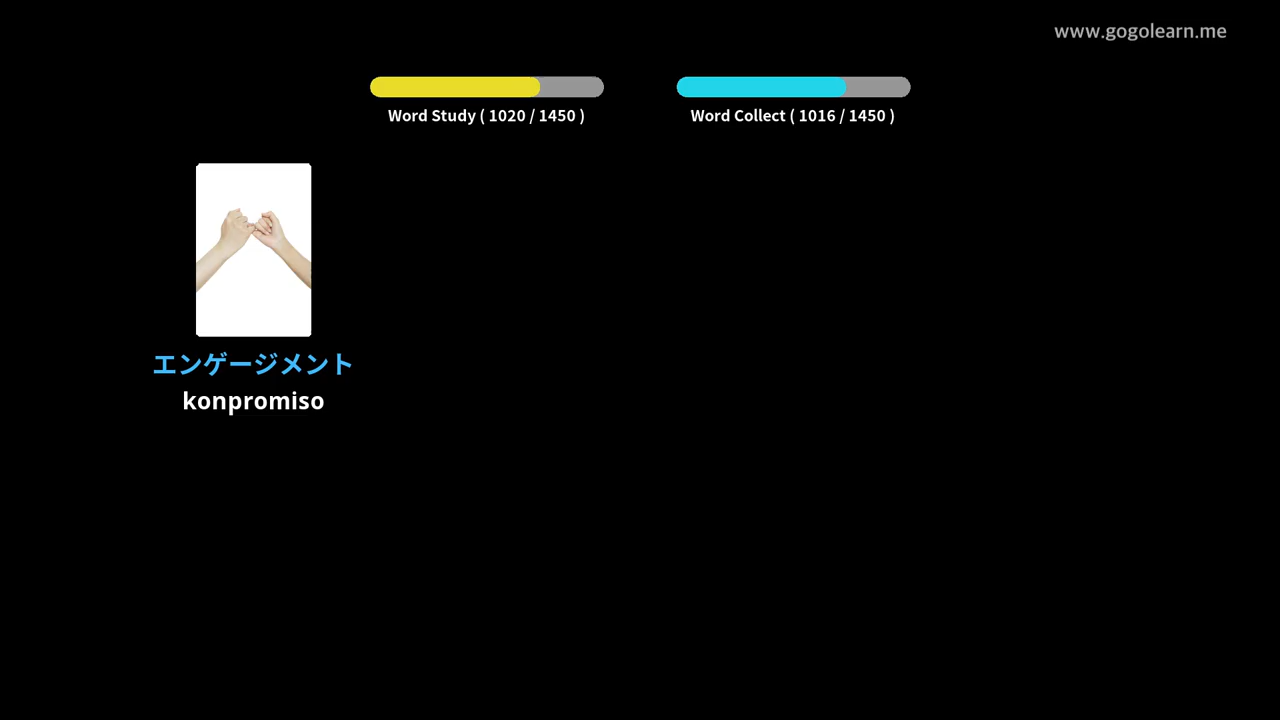 www.gogolearn.me
Word Study ( 1020 / 1450 )
Word Collect ( 1016 / 1450 )
エンゲージメント
konpromiso